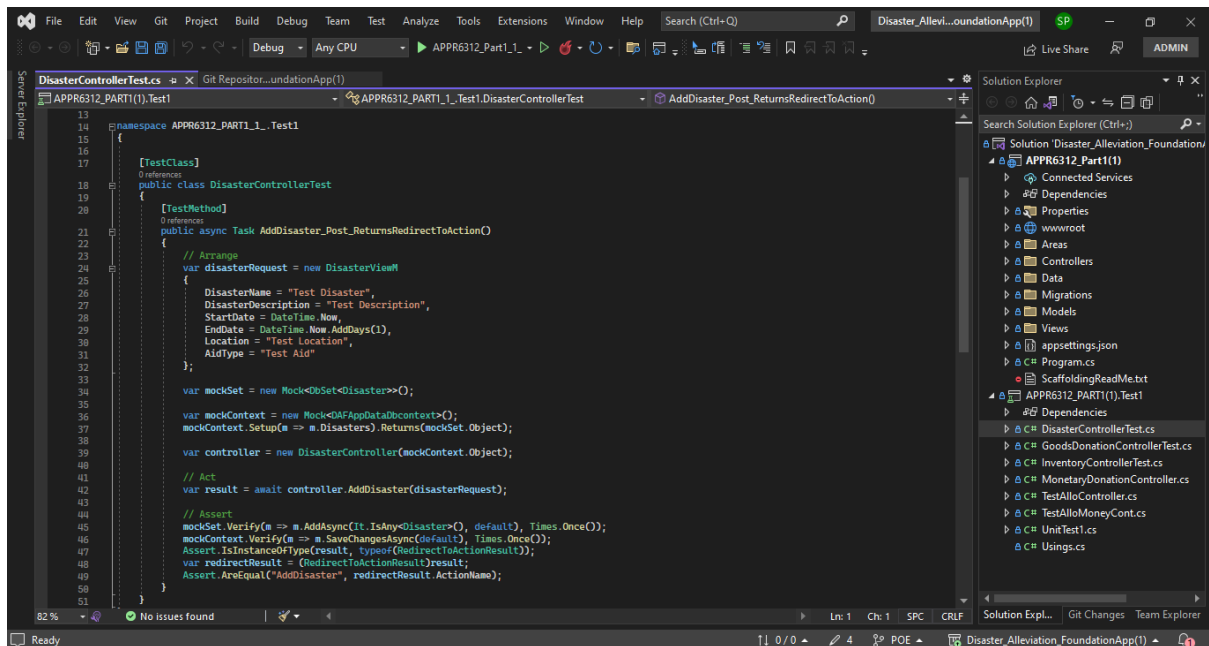 File Edit View Git Project Build Debug Team Test Analyze Tools Extensions Window Help Search (Ctrl+Q) Disaster_Allevi...oundationApp(1) SP
Debug Any CPU APPR6312_Part1_1_ Live Share ADMIN
Server Explorer
DisasterControllerTest.cs Git Repositor...undationApp(1)
APPR6312_PART1(1).Test1 APPR6312_PART1_1_.Test1.DisasterControllerTest AddDisaster_Post_ReturnsRedirectToAction()
13
14 namespace APPR6312_PART1_1_.Test1
15 {
16
17 [TestClass]
0 references
18 public class DisasterControllerTest
19 {
20 [TestMethod]
0 references
21 public async Task AddDisaster_Post_ReturnsRedirectToAction()
22 {
23 // Arrange
24 var disasterRequest = new DisasterViewM
25 {
26 DisasterName = "Test Disaster",
27 DisasterDescription = "Test Description",
28 StartDate = DateTime.Now,
29 EndDate = DateTime.Now.AddDays(1),
30 Location = "Test Location",
31 AidType = "Test Aid"
32 };
33
34 var mockSet = new Mock<DbSet<Disaster>>();
35
36 var mockContext = new Mock<DAFAppDataDbcontext>();
37 mockContext.Setup(m => m.Disasters).Returns(mockSet.Object);
38
39 var controller = new DisasterController(mockContext.Object);
40
41 // Act
42 var result = await controller.AddDisaster(disasterRequest);
43
44 // Assert
45 mockSet.Verify(m => m.AddAsync(It.IsAny<Disaster>(), default), Times.Once());
46 mockContext.Verify(m => m.SaveChangesAsync(default), Times.Once());
47 Assert.IsInstanceOfType(result, typeof(RedirectToActionResult));
48 var redirectResult = (RedirectToActionResult)result;
49 Assert.AreEqual("AddDisaster", redirectResult.ActionName);
50 }
51 }
82 % No issues found Ln: 1 Ch: 1 SPC CRLF
Solution Explorer
Search Solution Explorer (Ctrl+;)
Solution 'Disaster_Alleviation_Foundation
APPR6312_Part1(1)
Connected Services
Dependencies
Properties
wwwroot
Areas
Controllers
Data
Migrations
Models
Views
appsettings.json
C# Program.cs
ScaffoldingReadMe.txt
APPR6312_PART1(1).Test1
Dependencies
C# DisasterControllerTest.cs
C# GoodsDonationControllerTest.cs
C# InventoryControllerTest.cs
C# MonetaryDonationController.cs
C# TestAlloController.cs
C# TestAlloMoneyCont.cs
C# UnitTest1.cs
C# Usings.cs
Solution Expl... Git Changes Team Explorer
Ready 0 / 0 4 POE Disaster_Alleviation_FoundationApp(1) 1